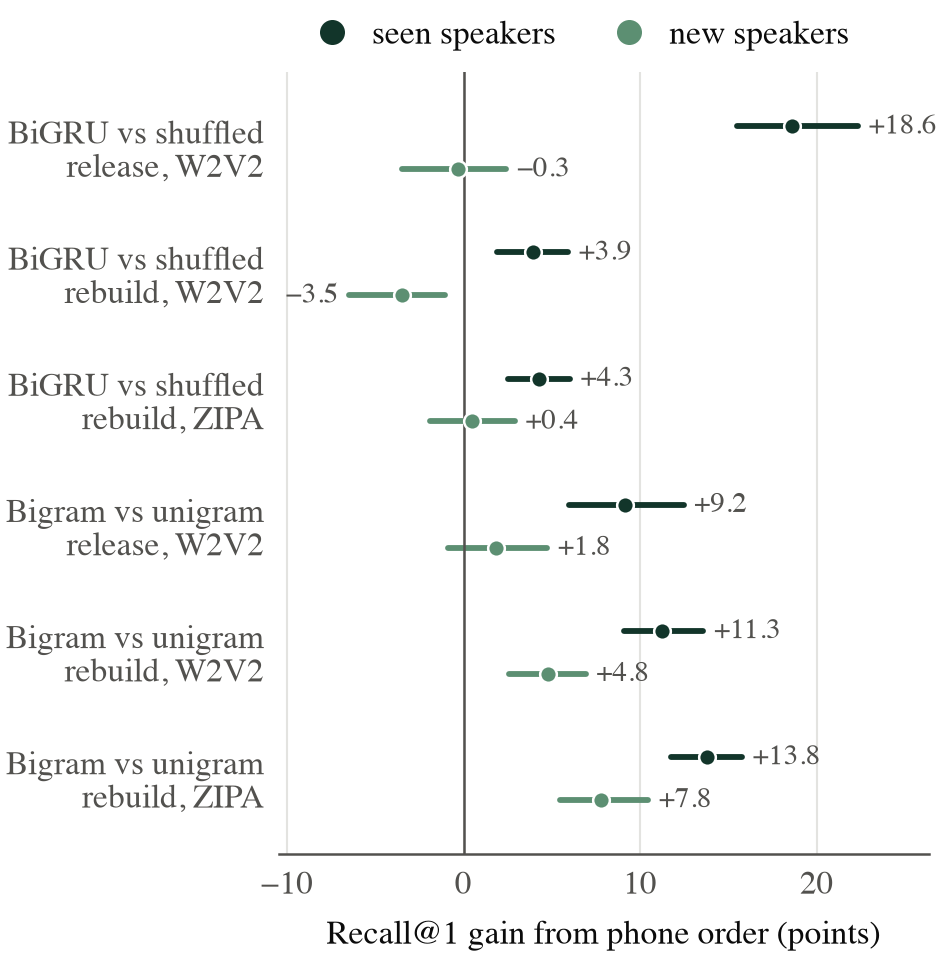 seen speakers new speakers
BiGRU vs shuffled
release, W2V2
+18.6
−0.3
BiGRU vs shuffled
rebuild, W2V2
+3.9
−3.5
BiGRU vs shuffled
rebuild, ZIPA
+4.3
+0.4
Bigram vs unigram
release, W2V2
+9.2
+1.8
Bigram vs unigram
rebuild, W2V2
+11.3
+4.8
Bigram vs unigram
rebuild, ZIPA
+13.8
+7.8
−10 0 10 20
Recall@1 gain from phone order (points)